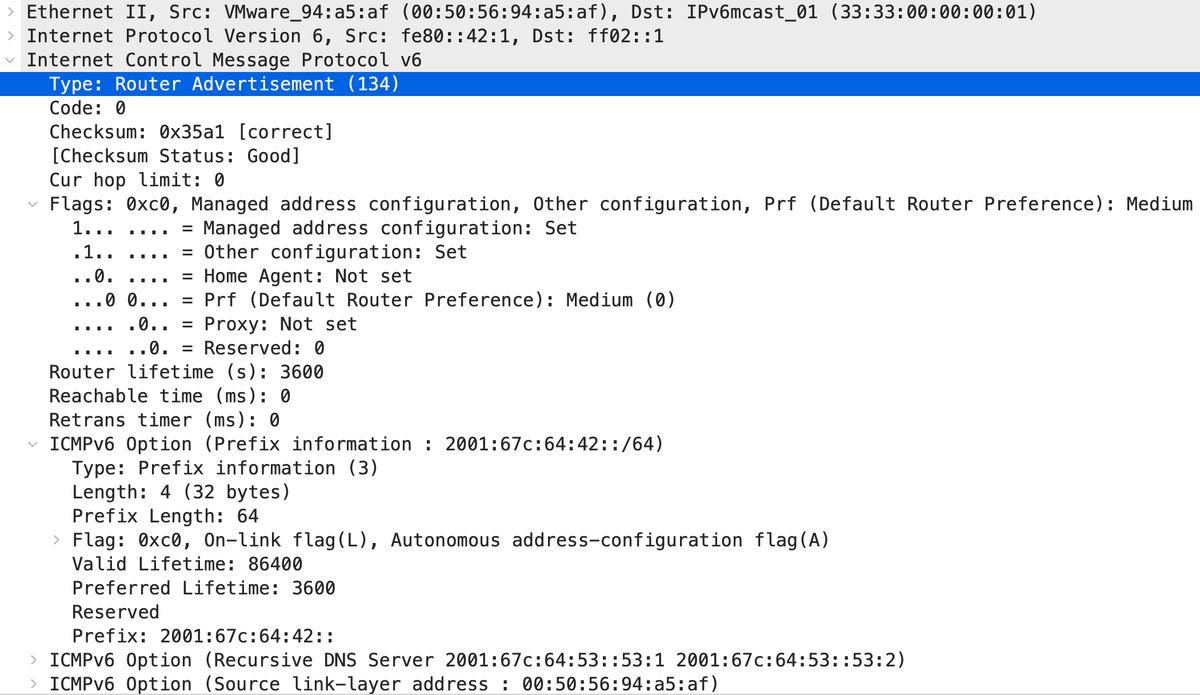 Ethernet II, Src: VMware_94:a5:af (00:50:56:94:a5:af), Dst: IPv6mcast_01 (33:33:00:00:00:01)
Internet Protocol Version 6, Src: fe80::42:1, Dst: ff02::1
Internet Control Message Protocol v6
Type: Router Advertisement (134)
Code: 0
Checksum: 0x35a1 [correct]
[Checksum Status: Good]
Cur hop limit: 0
Flags: 0xc0, Managed address configuration, Other configuration, Prf (Default Router Preference): Medium
1... .... = Managed address configuration: Set
.1.. .... = Other configuration: Set
..0. .... = Home Agent: Not set
...0 0... = Prf (Default Router Preference): Medium (0)
.... .0.. = Proxy: Not set
.... ..0. = Reserved: 0
Router lifetime (s): 3600
Reachable time (ms): 0
Retrans timer (ms): 0
ICMPv6 Option (Prefix information : 2001:67c:64:42::/64)
Type: Prefix information (3)
Length: 4 (32 bytes)
Prefix Length: 64
Flag: 0xc0, On-link flag(L), Autonomous address-configuration flag(A)
Valid Lifetime: 86400
Preferred Lifetime: 3600
Reserved
Prefix: 2001:67c:64:42::
ICMPv6 Option (Recursive DNS Server 2001:67c:64:53::53:1 2001:67c:64:53::53:2)
ICMPv6 Option (Source link-layer address : 00:50:56:94:a5:af)